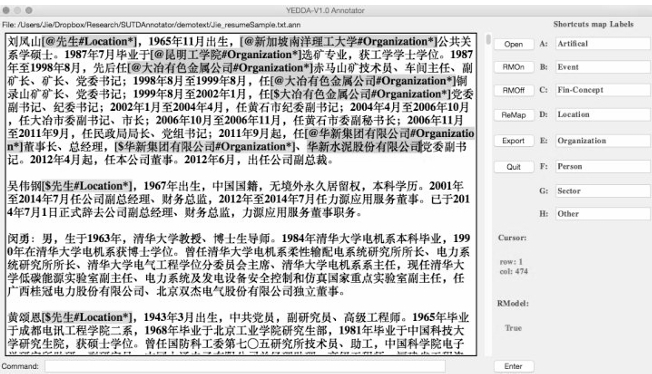 YEDDA-V1.0 Annotator
File: /Users/Jie/Dropbox/Research/SUTDAnnotator/demotext/Jie_resumeSample.txt.ann
刘凤山[@先生#Location*]，1965年11月出生，[@新加坡南洋理工大学#Organization*]公共关
系学硕士。1987年7月毕业于[@昆明工学院#Organization*]选矿专业，获工学学士学位。1987
年至1998年8月，先后任[@大冶有色金属公司#Organization*]赤马山矿技术员、车间主任、副
矿长、矿长、党委书记；1998年8月至1999年8月，任[@大冶有色金属公司#Organization*]铜
录山矿矿长、党委书记；1999年8月至2002年1月，[$大冶有色金属公司#Organization*]党委
副书记、纪委书记；2002年1月至2004年4月，任黄石市纪委副书记；2004年4月至2006年10月
，任大冶市委副书记、市长；2006年10月至2006年11月，任黄石市委副秘书长；2006年11月
至2011年9月，任民政局局长、党组书记；2011年9月起，任[@华新集团有限公司#Organizatio
n*]董事长、总经理，[$华新集团有限公司#Organization*]、华新水泥股份有限公司党委副书
记。2012年4月起，任本公司董事。2012年6月，出任公司副总裁。
吴伟钢[$先生#Location*]，1967年出生，中国国籍，无境外永久居留权，本科学历。2001年
至2014年7月任公司副总经理、财务总监，2012年至2014年7月任力源应用服务董事。已于201
4年7月1日正式辞去公司副总经理、财务总监，力源应用服务董事职务。
闵勇：男，生于1963年，清华大学教授、博士生导师。1984年清华大学电机系本科毕业，199
0年在清华大学电机系获博士学位。曾任清华大学电机系柔性输配电系统研究所所长、电力系
统研究所所长、清华大学电气工程学位分委员会主席、清华大学电机系系主任，现任清华大
学低碳能源实验室副主任、电力系统及发电设备安全控制和仿真国家重点实验室副主任，任
广西桂冠电力股份有限公司、北京双杰电气股份有限公司独立董事。
黄颂恩[$先生#Location*]，1943年3月出生，中共党员，副研究员、高级工程师。1965年毕业
于成都电讯工程学院二系，1968年毕业于北京工业学院研究生部，1981年毕业于中国科技大
学研究生院，获硕士学位。曾任国防科工委第七〇五研究所技术员、助工，中国科学院电子
Command:
Shortcuts map Labels
Open
A: Artifical
RMOn
B: Event
RMOff
C: Fin-Concept
ReMap
D: Location
Export
E: Organization
Quit
F: Person
G: Sector
H: Other
Cursor:
row: 1
col: 474
RModel:
True
Enter